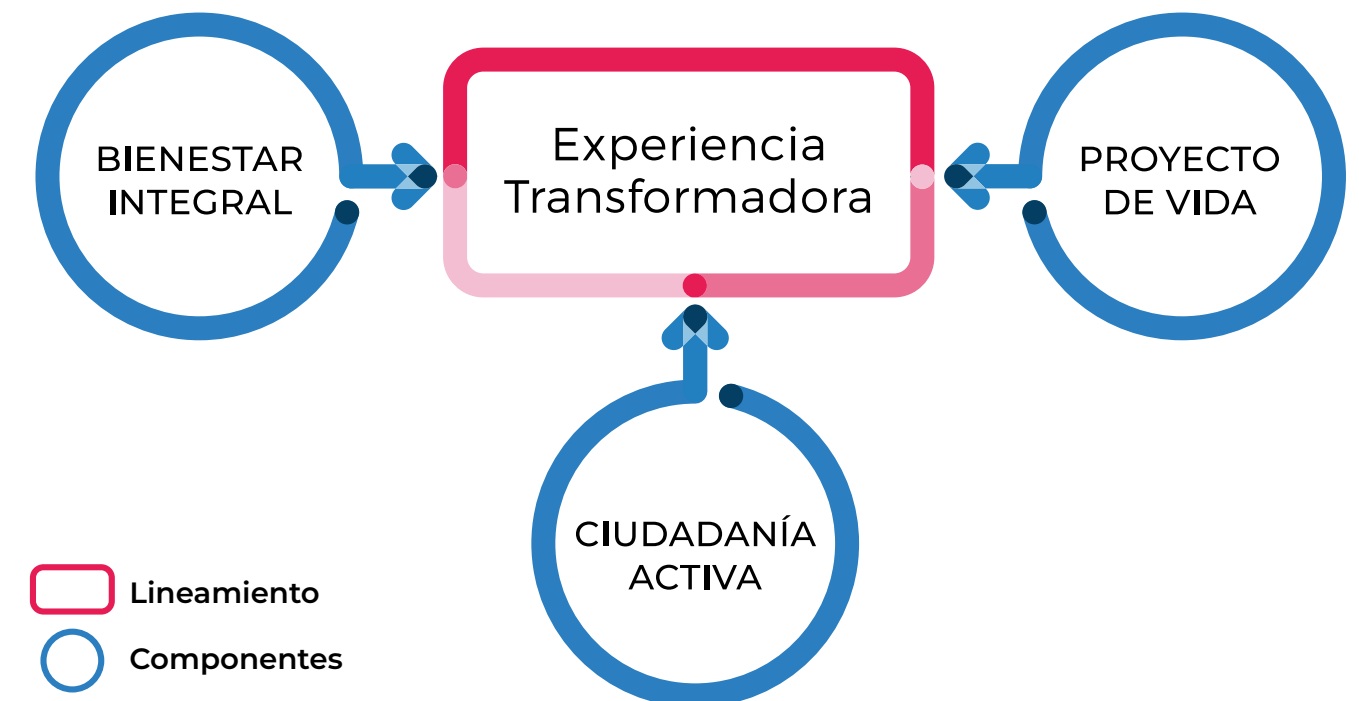 BIENESTAR
INTEGRAL
Experiencia
Transformadora
PROYECTO
DE VIDA
CIUDADANÍA
ACTIVA
Lineamiento
Componentes